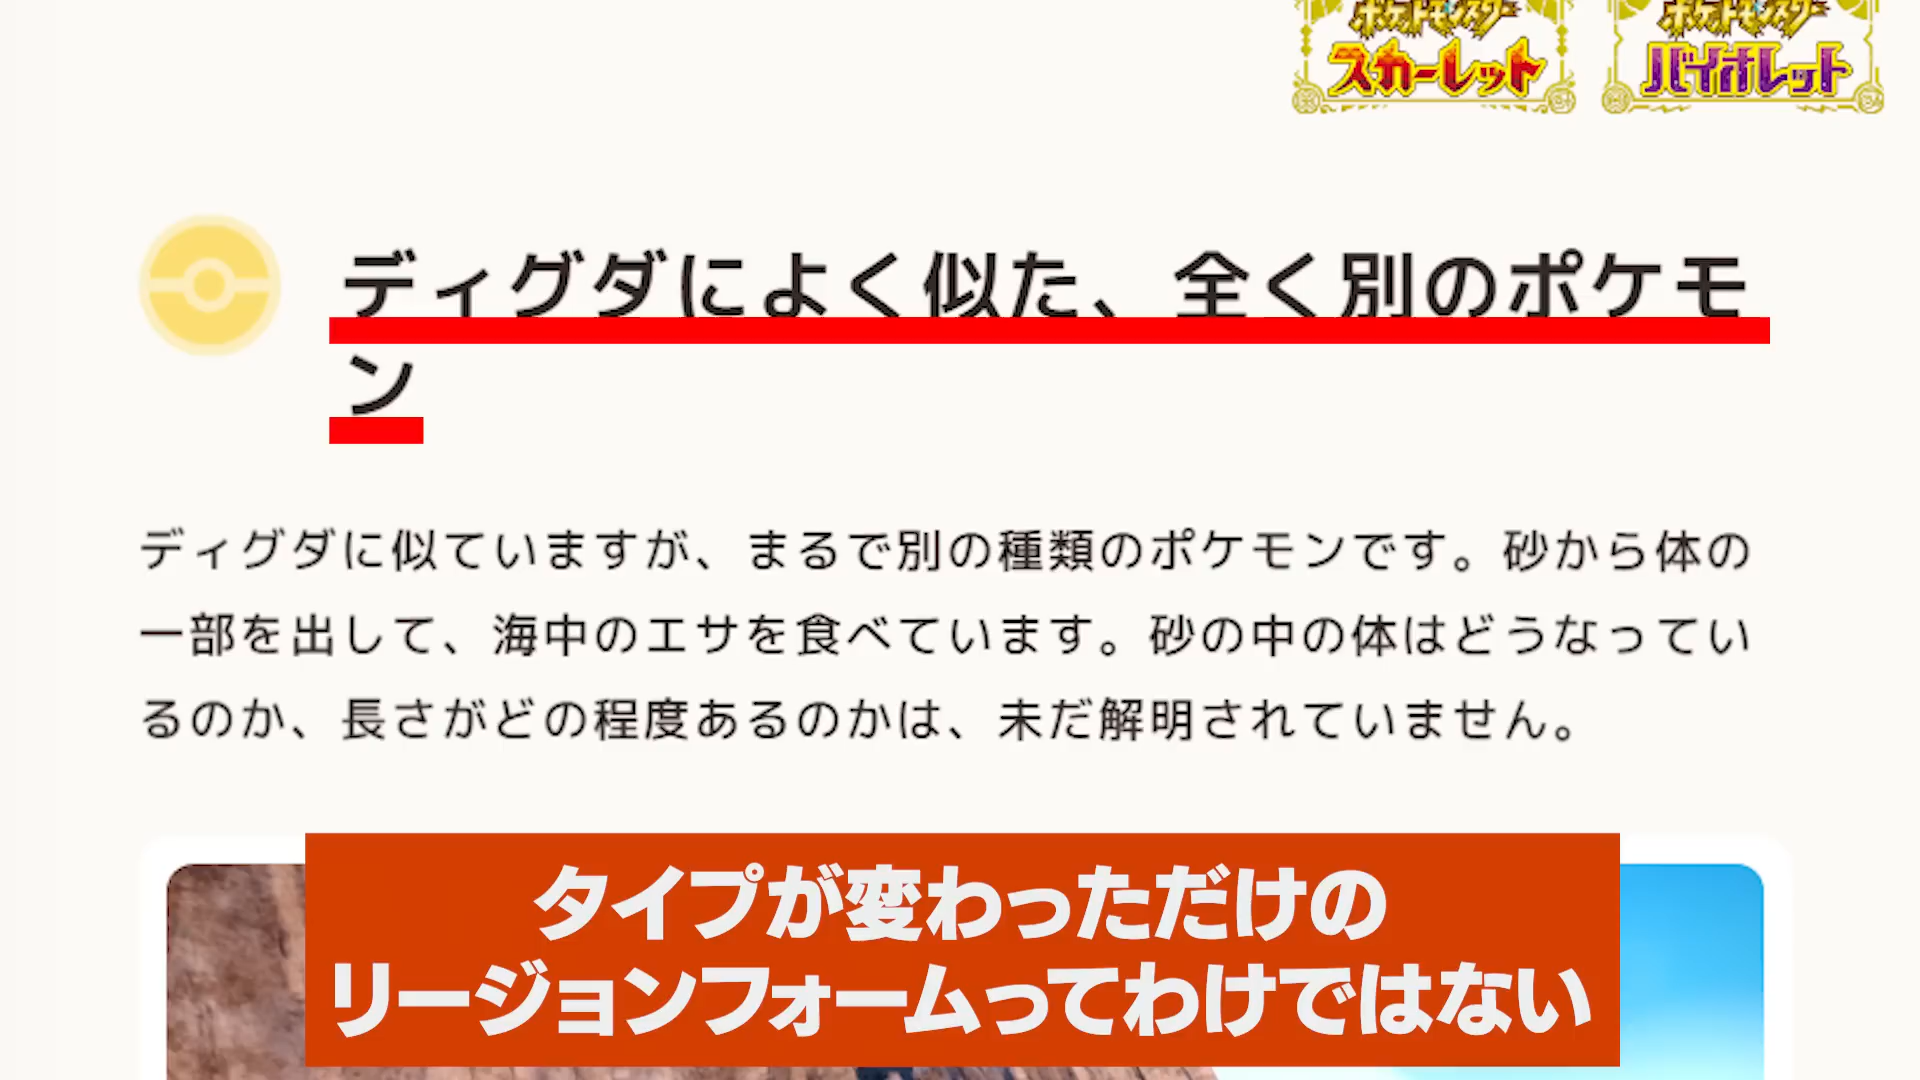 ポケットモンスター
スカーレット
ポケットモンスター
バイオレット
ディグダによく似た、全く別のポケモ
ン
ディグダに似ていますが、まるで別の種類のポケモンです。砂から体の
一部を出して、海中のエサを食べています。砂の中の体はどうなってい
るのか、長さがどの程度あるのかは、未だ解明されていません。
タイプが変わっただけの
リージョンフォームってわけではない